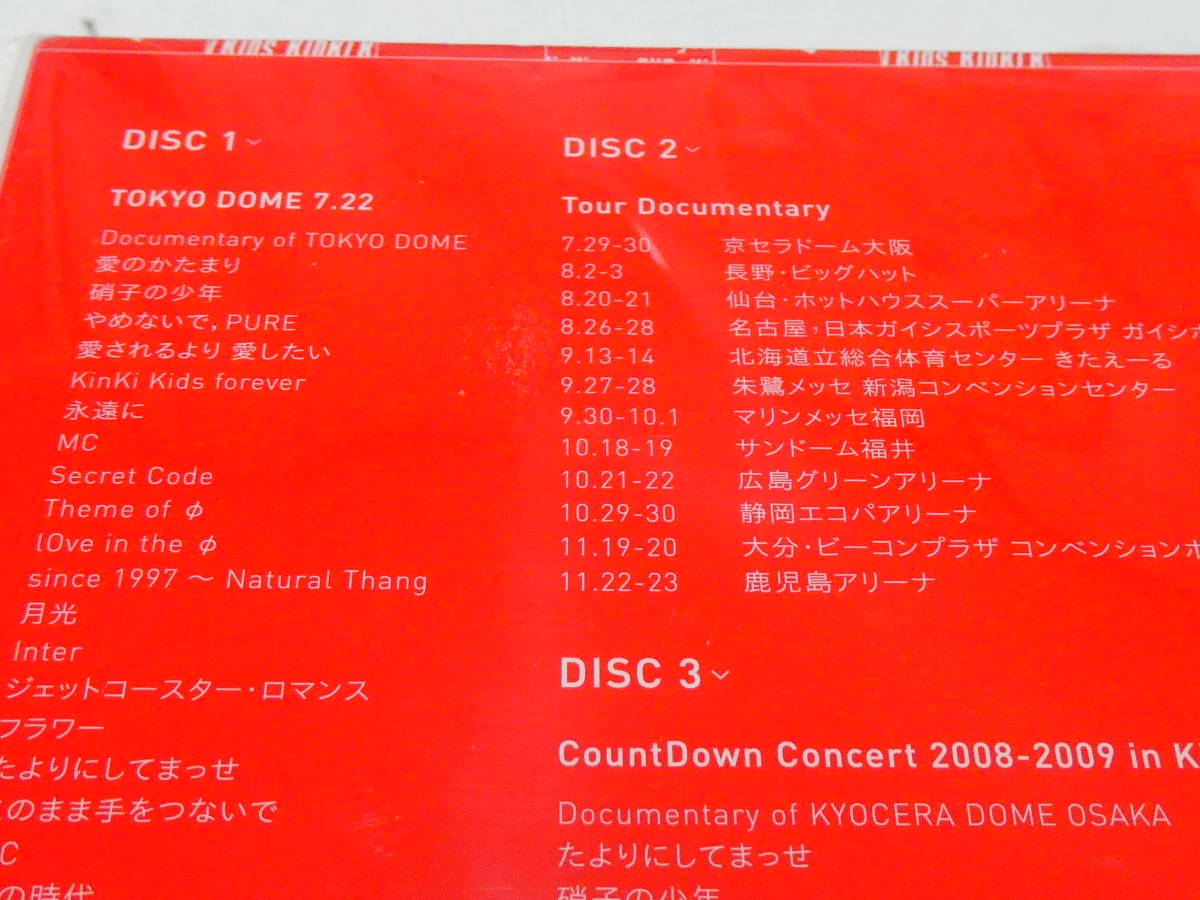 KinKi K
DISC 1
TOKYO DOME 7.22
Documentary of TOKYO DOME
愛のかたまり
硝子の少年
やめないで,PURE
愛されるより 愛したい
KinKi Kids forever
永遠に
MC
Secret Code
Theme of φ
lOve in the φ
since 1997 ～ Natural Thang
月光
Inter
ジェットコースター・ロマンス
フラワー
たよりにしてまっせ
このまま手をつないで
C
の時代
DISC 2
Tour Documentary
7.29-30 京セラドーム大阪
8.2-3 長野・ビッグハット
8.20-21 仙台・ホットハウススーパーアリーナ
8.26-28 名古屋,日本ガイシスポーツプラザ ガイシ
9.13-14 北海道立総合体育センター きたえーる
9.27-28 朱鷺メッセ 新潟コンベンションセンター
9.30-10.1 マリンメッセ福岡
10.18-19 サンドーム福井
10.21-22 広島グリーンアリーナ
10.29-30 静岡エコパアリーナ
11.19-20 大分・ビーコンプラザ コンベンションホ
11.22-23 鹿児島アリーナ
DISC 3
CountDown Concert 2008-2009 in K
Documentary of KYOCERA DOME OSAKA
たよりにしてまっせ
硝子の少年